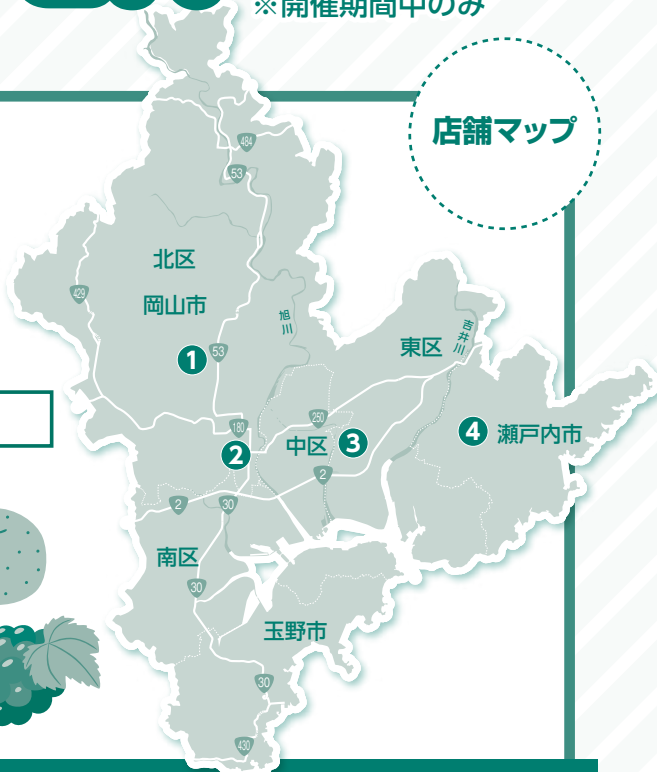 ※開催期間中のみ
店舗マップ
484
53
北区
岡山市
429
旭川
吉井川
東区
1
53
180
250
2
中区
3
4
瀬戸内市
2
2
30
南区
30
玉野市
30
430